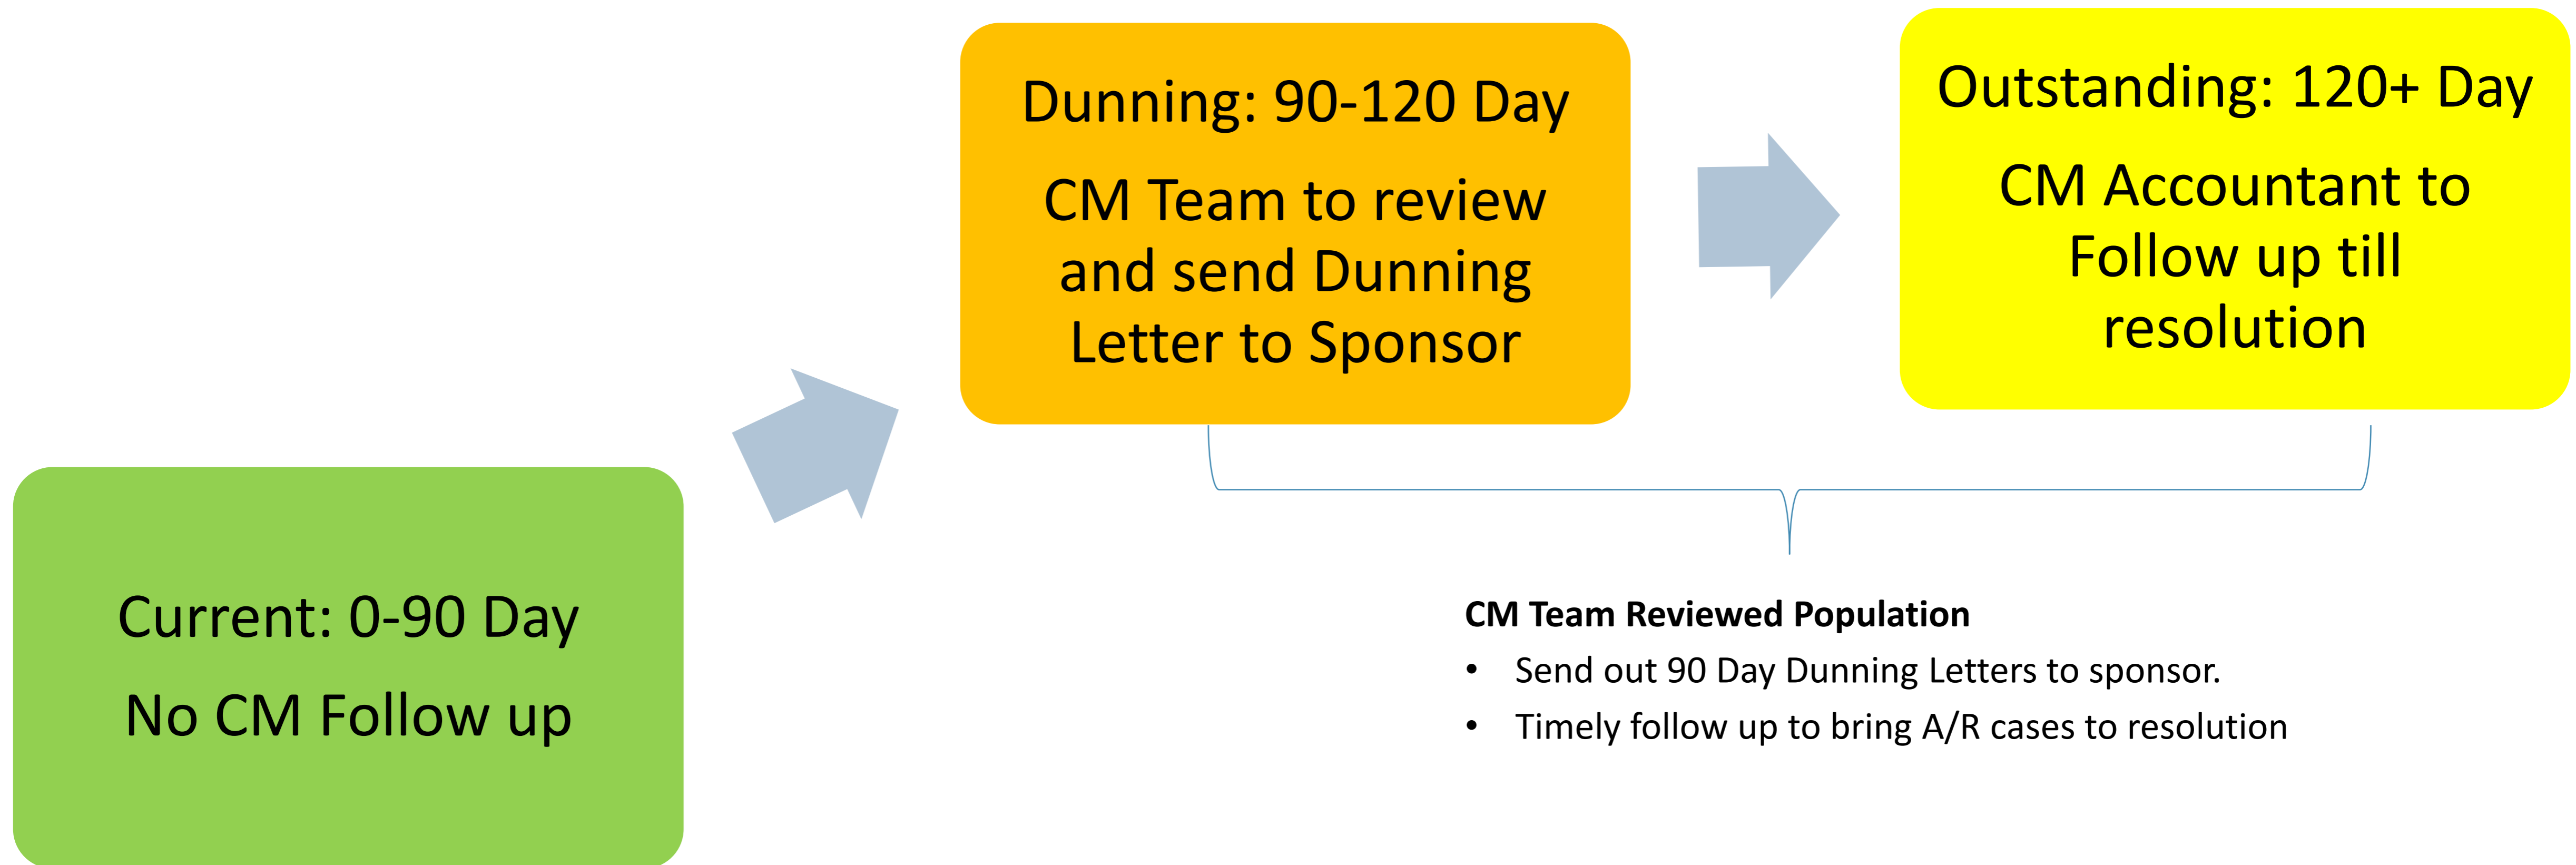 Current: 0-90 Day
No CM Follow up
Dunning: 90-120 Day
CM Team to review
and send Dunning
Letter to Sponsor
Outstanding: 120+ Day
CM Accountant to
Follow up till
resolution
CM Team Reviewed Population
• Send out 90 Day Dunning Letters to sponsor.
• Timely follow up to bring A/R cases to resolution